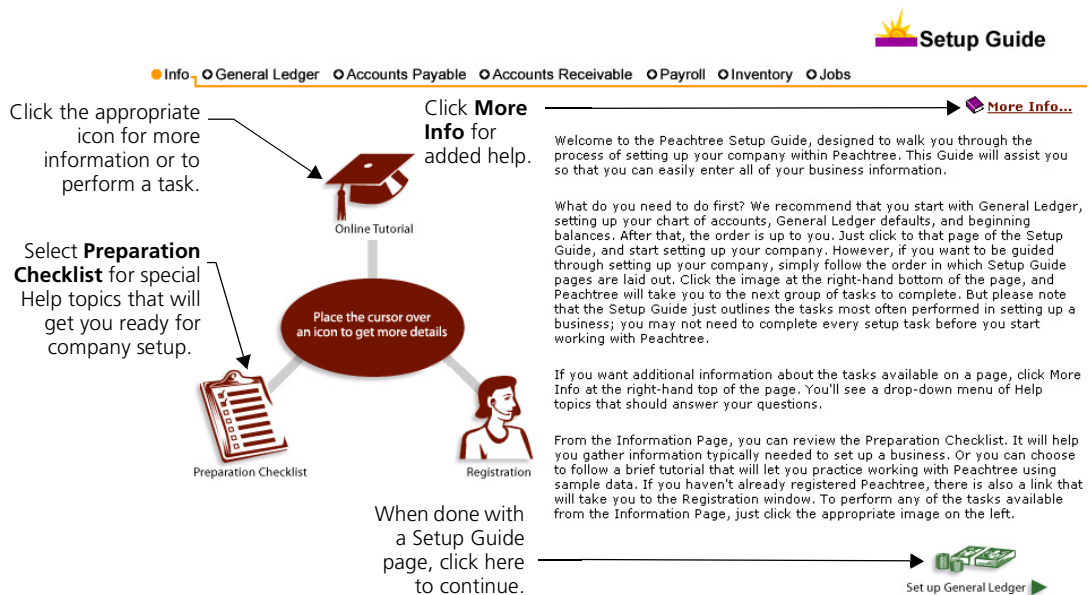 Setup Guide
Info General Ledger Accounts Payable Accounts Receivable Payroll Inventory Jobs
Click the appropriate
icon for more
information or to
perform a task.
Click More
Info for
added help.
More Info...
Online Tutorial
Select Preparation
Checklist for special
Help topics that will
get you ready for
company setup.
Place the cursor over
an icon to get more details
Preparation Checklist
Registration
Welcome to the Peachtree Setup Guide, designed to walk you through the
process of setting up your company within Peachtree. This Guide will assist you
so that you can easily enter all of your business information.
What do you need to do first? We recommend that you start with General Ledger,
setting up your chart of accounts, General Ledger defaults, and beginning
balances. After that, the order is up to you. Just click to that page of the Setup
Guide, and start setting up your company. However, if you want to be guided
through setting up your company, simply follow the order in which Setup Guide
pages are laid out. Click the image at the right-hand bottom of the page, and
Peachtree will take you to the next group of tasks to complete. But please note
that the Setup Guide just outlines the tasks most often performed in setting up a
business; you may not need to complete every setup task before you start
working with Peachtree.
If you want additional information about the tasks available on a page, click More
Info at the right-hand top of the page. You'll see a drop-down menu of Help
topics that should answer your questions.
From the Information Page, you can review the Preparation Checklist. It will help
you gather information typically needed to set up a business. Or you can choose
to follow a brief tutorial that will let you practice working with Peachtree using
sample data. If you haven't already registered Peachtree, there is also a link that
will take you to the Registration window. To perform any of the tasks available
from the Information Page, just click the appropriate image on the left.
When done with
a Setup Guide
page, click here
to continue.
Set up General Ledger